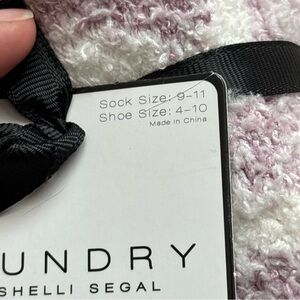 Sock Size: 9-11
Shoe Size: 4-10
Made in China
UNDRY
SHELLI SEGAL